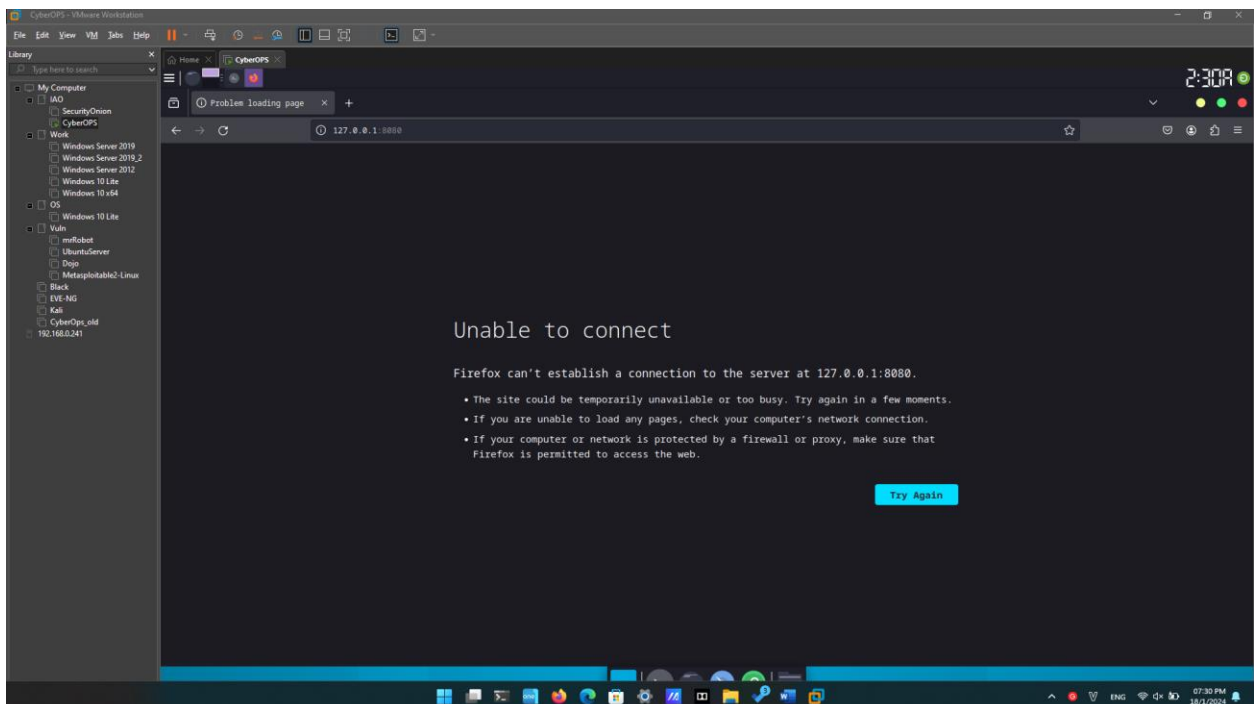 CyberOPS - VMware Workstation
File Edit View VM Tabs Help
Library
Type here to search
My Computer
IAO
SecurityOnion
CyberOPS
Work
Windows Server 2019
Windows Server 2019_2
Windows Server 2012
Windows 10 Lite
Windows 10 x64
OS
Windows 10 Lite
Vuln
mrRobot
UbuntuServer
Dojo
Metasploitable2-Linux
Black
EVE-NG
Kali
CyberOps_old
192.168.0.241
Home CyberOPS
2:30A
Problem loading page
127.0.0.1:8080
Unable to connect
Firefox can't establish a connection to the server at 127.0.0.1:8080.
• The site could be temporarily unavailable or too busy. Try again in a few moments.
• If you are unable to load any pages, check your computer's network connection.
• If your computer or network is protected by a firewall or proxy, make sure that
Firefox is permitted to access the web.
Try Again
ENG
07:30 PM
18/1/2024